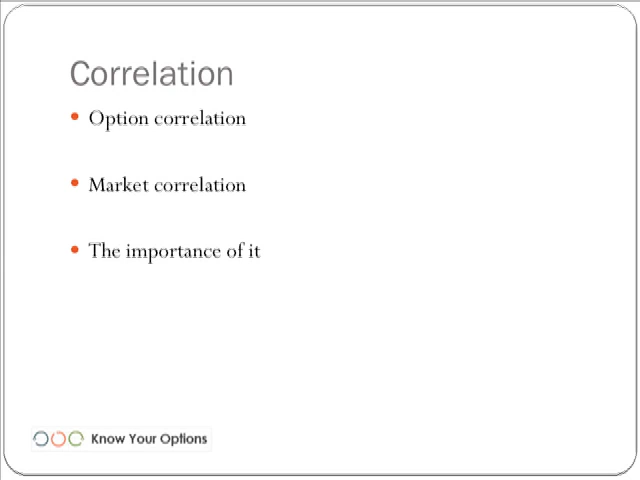 Correlation
Option correlation
Market correlation
The importance of it
Know Your Options